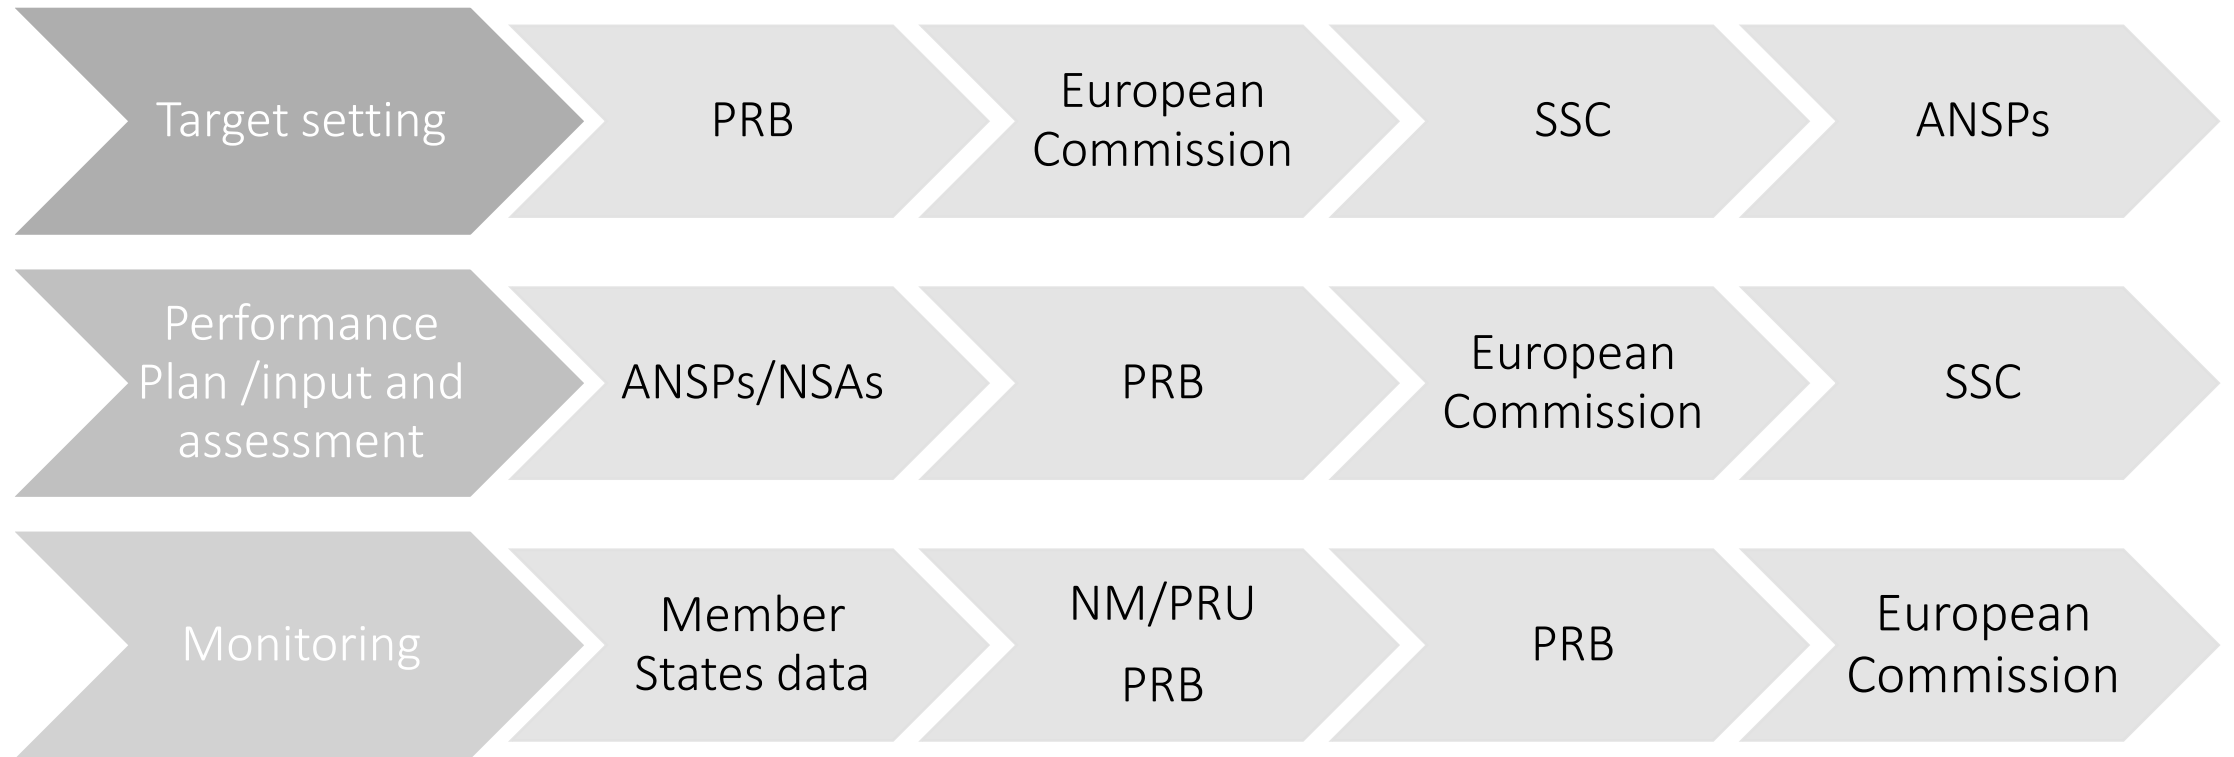 Target setting
PRB
European
Commission
SSC
ANSPs
Performance
Plan /input and
assessment
ANSPs/NSAs
PRB
European
Commission
SSC
Monitoring
Member
States data
NM/PRU
PRB
PRB
European
Commission